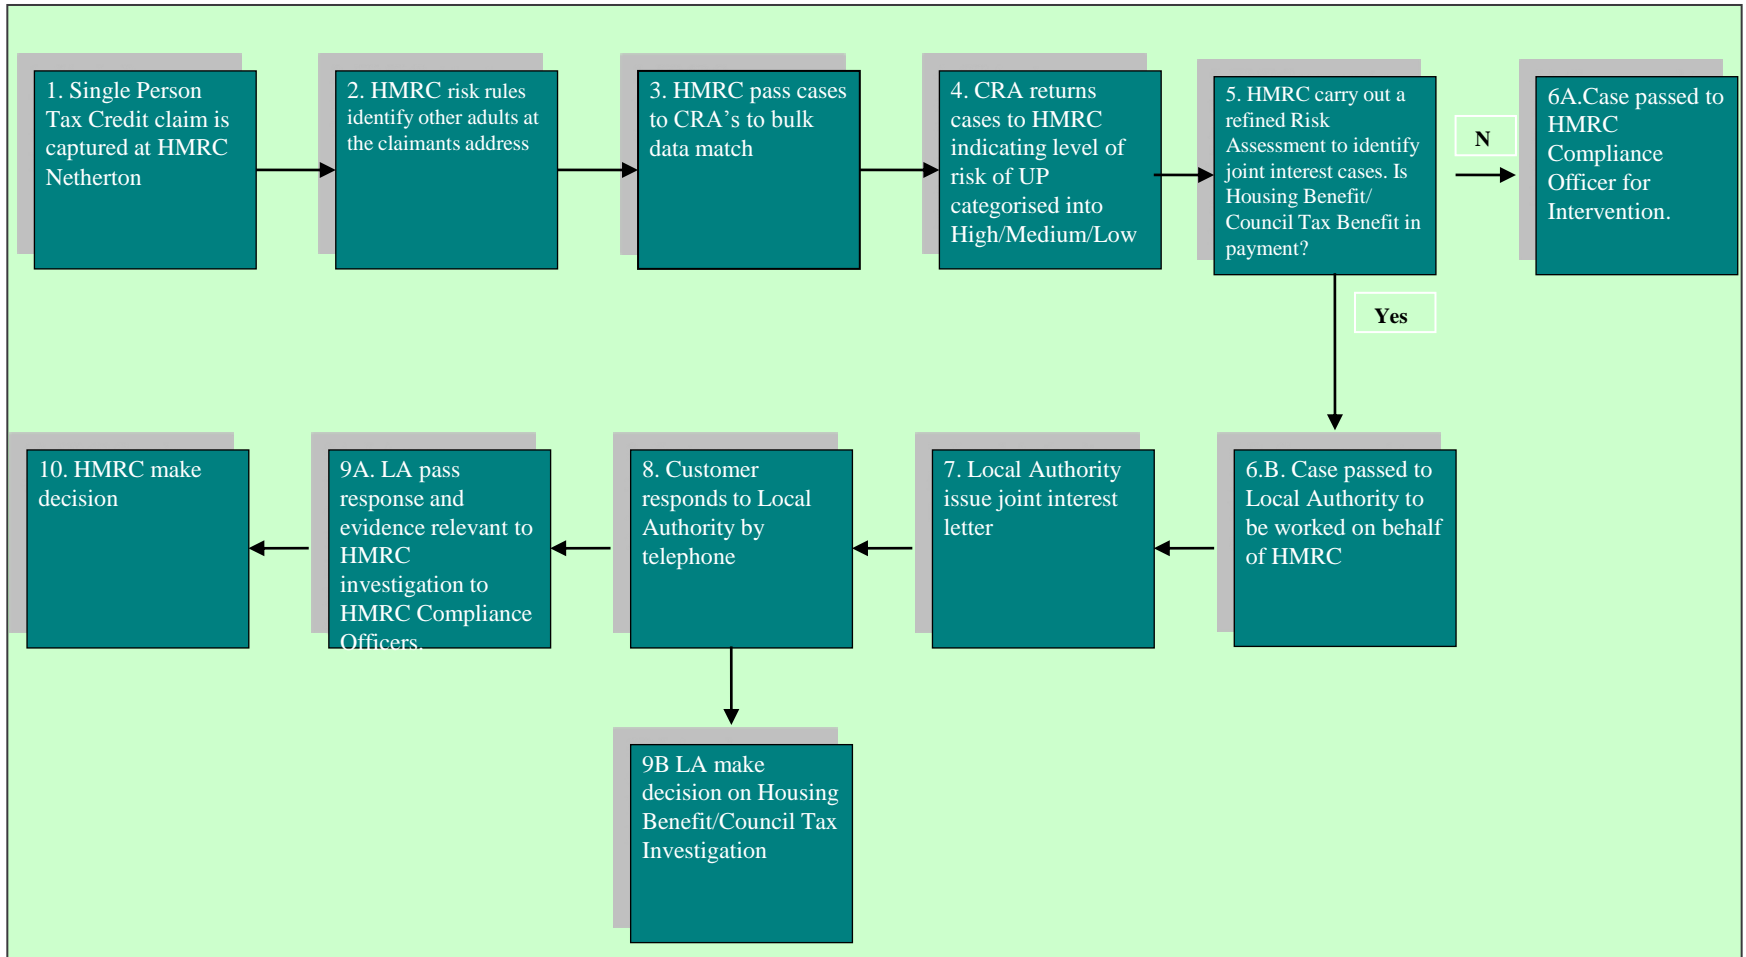 1. Single Person
Tax Credit claim is
captured at HMRC
Netherton
2. HMRC risk rules
identify other adults at
the claimants address
3. HMRC pass cases
to CRA’s to bulk
data match
4. CRA returns
cases to HMRC
indicating level of
risk of UP
categorised into
High/Medium/Low
5. HMRC carry out a
refined Risk
Assessment to identify
joint interest cases. Is
Housing Benefit/
Council Tax Benefit in
payment?
N
6A.Case passed to
HMRC
Compliance
Officer for
Intervention.
Yes
6.B. Case passed to
Local Authority to
be worked on behalf
of HMRC
7. Local Authority
issue joint interest
letter
8. Customer
responds to Local
Authority by
telephone
9A. LA pass
response and
evidence relevant to
HMRC
investigation to
HMRC Compliance
Officers.
10. HMRC make
decision
9B LA make
decision on Housing
Benefit/Council Tax
Investigation